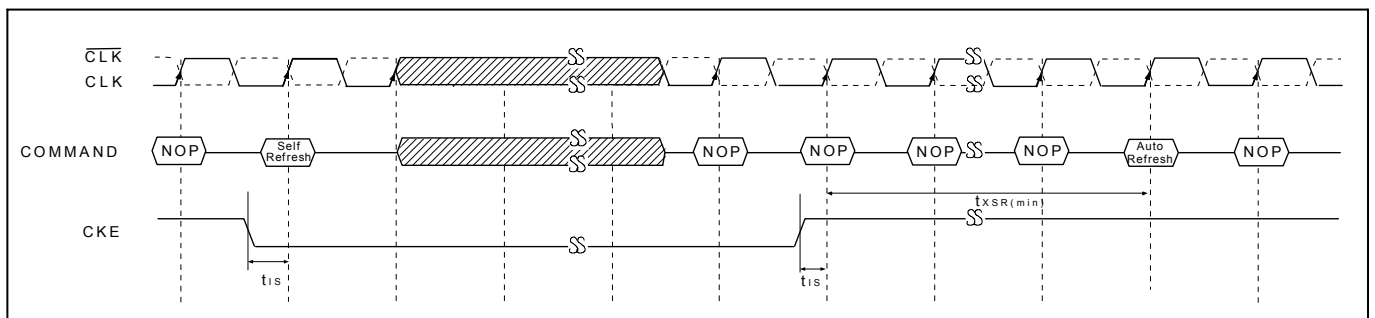 CLK
CLK
COMMAND NOP Self Refresh NOP NOP NOP NOP Auto Refresh NOP
tXSR(min)
CKE
tIS tIS